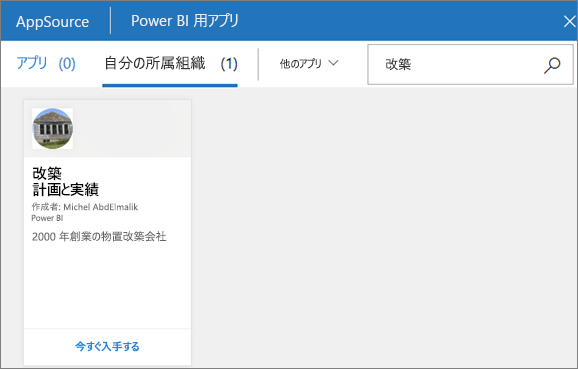 AppSource Power BI 用アプリ
アプリ (0) 自分の所属組織 (1) 他のアプリ 改築
改築
計画と実績
作成者: Michel AbdElmalik
Power BI
2000 年創業の物置改築会社
今すぐ入手する